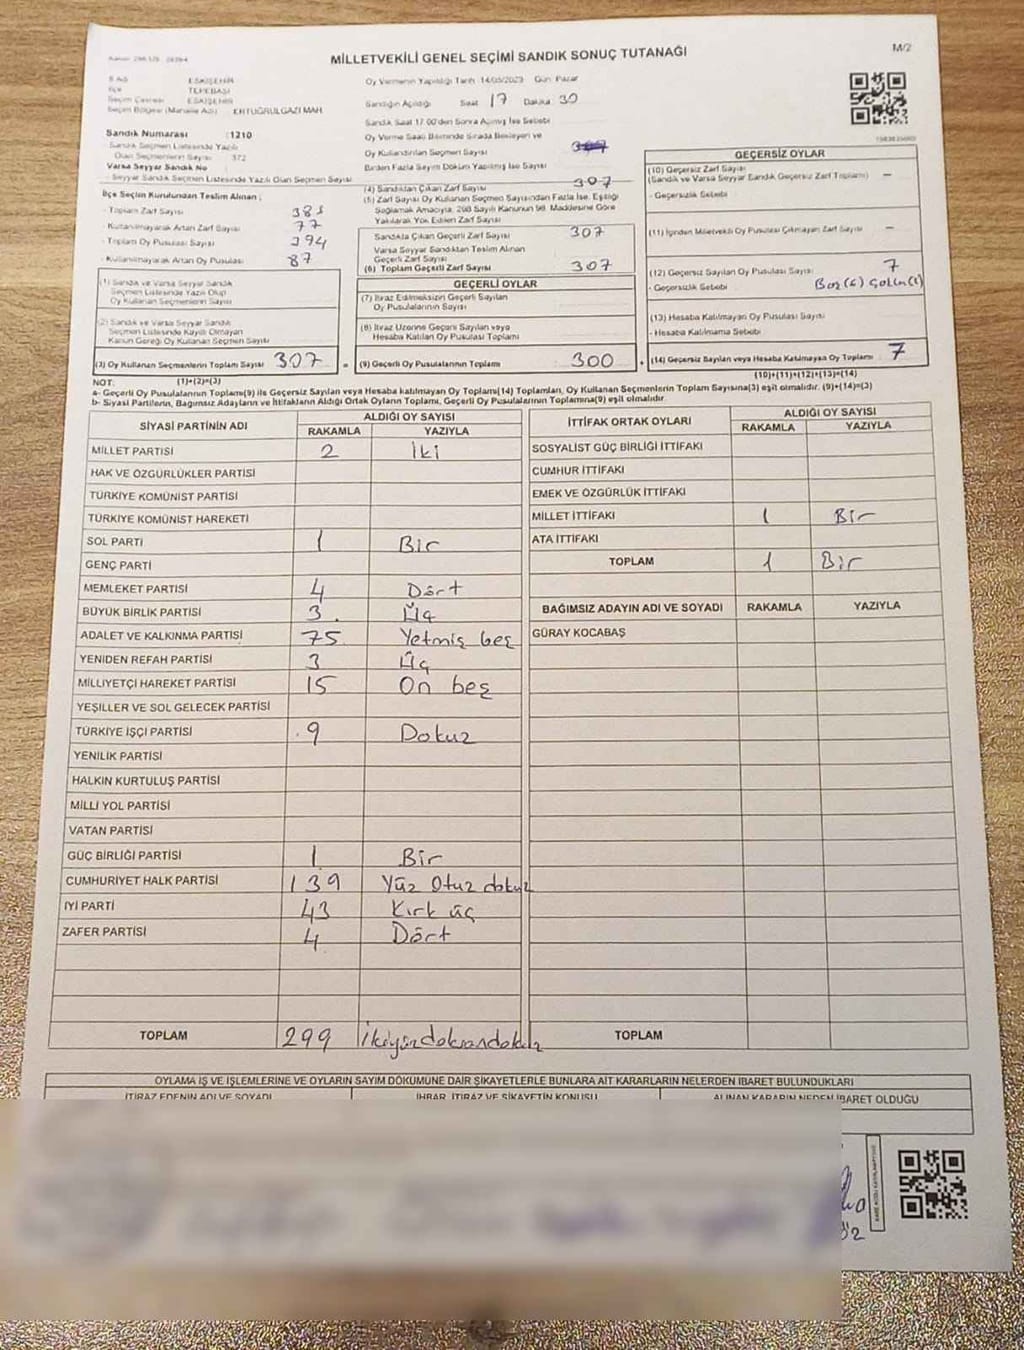 MİLLETVEKİLİ GENEL SEÇİMİ SANDIK SONUÇ TUTANAĞI
M/2
İl Adı : ESKİŞEHİR
İlçe : TEPEBAŞI
Seçim Çevresi : ESKİŞEHİR
Seçim Bölgesi (Mahalle Adı) : ERTUĞRULGAZİ MAH
Oy Vermenin Yapıldığı Tarih 14/05/2023 Gün Pazar
Sandığın Açıldığı Saat 17 Dakika 30
Sandık Saat 17.00'den Sonra Açılmış İse Sebebi
Sandık Numarası :1210
Sandık Seçmen Listesinde Yazılı
Olan Seçmenlerin Sayısı 372
Varsa Seyyar Sandık No
- Seyyar Sandık Seçmen Listesinde Yazılı Olan Seçmen Sayısı
Oy Verme Saati Bitiminde Sırada Bekleyen ve
Oy Kullandırılan Seçmen Sayısı
Birden Fazla Sayım Döküm Yapılmış İse Sayısı
İlçe Seçim Kurulundan Teslim Alınan ;
- Toplam Zarf Sayısı
- Kullanılmayarak Artan Zarf Sayısı 77
- Toplam Oy Pusulası Sayısı
- Kullanılmayarak Artan Oy Pusulası 87
(4) Sandıktan Çıkan Zarf Sayısı 307
(5) Zarf Sayısı Oy Kullanan Seçmen Sayısından Fazla İse, Eşitliği
Sağlamak Amacıyla, 298 Sayılı Kanunun 98. Maddesine Göre
Yakılarak Yok Edilen Zarf Sayısı
Sandıkta Çıkan Geçerli Zarf Sayısı 307
Varsa Seyyar Sandıktan Teslim Alınan
Geçerli Zarf Sayısı
(6) Toplam Geçerli Zarf Sayısı 307
GEÇERSİZ OYLAR
(10) Geçersiz Zarf Sayısı
(Sandık ve Varsa Seyyar Sandık Geçersiz Zarf Toplamı) -
- Geçersizlik Sebebi
(11) İçinden Milletvekili Oy Pusulası Çıkmayan Zarf Sayısı -
(12) Geçersiz Sayılan Oy Pusulası Sayısı 7
- Geçersizlik Sebebi
(13) Hesaba Katılmayan Oy Pusulası Sayısı
- Hesaba Katılmama Sebebi
(14) Geçersiz Sayılan veya Hesaba Katılmayan Oy Toplamı 7
(10)+(11)+(12)+(13)=(14)
(1) Sandık ve Varsa Seyyar Sandık
Seçmen Listesinde Yazılı Olup
Oy Kullanan Seçmenlerin Sayısı
(2) Sandık ve Varsa Seyyar Sandık
Seçmen Listesinde Kayıtlı Olmayan
Kanun Gereği Oy Kullanan Seçmen Sayısı
(3) Oy Kullanan Seçmenlerin Toplam Sayısı 307 =
(1)+(2)=(3)
GEÇERLİ OYLAR
(7) İtiraz Edilmeksizin Geçerli Sayılan
Oy Pusulalarının Sayısı
(8) İtiraz Üzerine Geçerli Sayılan veya
Hesaba Katılan Oy Pusulaları Toplamı
(9) Geçerli Oy Pusulalarının Toplamı 300 +
NOT:
a- Geçerli Oy Pusulalarının Toplamı(9) ile Geçersiz Sayılan veya Hesaba katılmayan Oy Toplamı(14) Toplamları, Oy Kullanan Seçmenlerin Toplam Sayısına(3) eşit olmalıdır. (9)+(14)=(3)
b- Siyasi Partilerin, Bağımsız Adayların ve İttifakların Aldığı Ortak Oyların Toplamı, Geçerli Oy Pusulalarının Toplamına(9) eşit olmalıdır
SİYASİ PARTİNİN ADI ALDIĞI OY SAYISI
RAKAMLA YAZIYLA
MİLLET PARTİSİ 2 İki
HAK VE ÖZGÜRLÜKLER PARTİSİ
TÜRKİYE KOMÜNİST PARTİSİ
TÜRKİYE KOMÜNİST HAREKETİ
SOL PARTİ 1 Bir
GENÇ PARTİ
MEMLEKET PARTİSİ 4 Dört
BÜYÜK BİRLİK PARTİSİ 3 Üç
ADALET VE KALKINMA PARTİSİ 75 Yetmiş beş
YENİDEN REFAH PARTİSİ 3 Üç
MİLLİYETÇİ HAREKET PARTİSİ 15 On beş
YEŞİLLER VE SOL GELECEK PARTİSİ
TÜRKİYE İŞÇİ PARTİSİ 9 Dokuz
YENİLİK PARTİSİ
HALKIN KURTULUŞ PARTİSİ
MİLLİ YOL PARTİSİ
VATAN PARTİSİ
GÜÇ BİRLİĞİ PARTİSİ 1 Bir
CUMHURİYET HALK PARTİSİ 139 Yüz Otuz dokuz
İYİ PARTİ 43 Kırk üç
ZAFER PARTİSİ 4 Dört
TOPLAM 299 İkiyüzdoksandokuz
İTTİFAK ORTAK OYLARI ALDIĞI OY SAYISI
RAKAMLA YAZIYLA
SOSYALİST GÜÇ BİRLİĞİ İTTİFAKI
CUMHUR İTTİFAKI
EMEK VE ÖZGÜRLÜK İTTİFAKI
MİLLET İTTİFAKI 1 Bir
ATA İTTİFAKI
TOPLAM 1 Bir
BAĞIMSIZ ADAYIN ADI VE SOYADI RAKAMLA YAZIYLA
GÜRAY KOCABAŞ
TOPLAM
OYLAMA İŞ VE İŞLEMLERİNE VE OYLARIN SAYIM DÖKÜMÜNE DAİR ŞİKAYETLERLE BUNLARA AİT KARARLARIN NELERDEN İBARET BULUNDUKLARI
İTİRAZ EDENİN ADI VE SOYADI İHBAR, İTİRAZ VE ŞİKAYETİN KONUSU ALINAN KARARIN NEDEN İBARET OLDUĞU